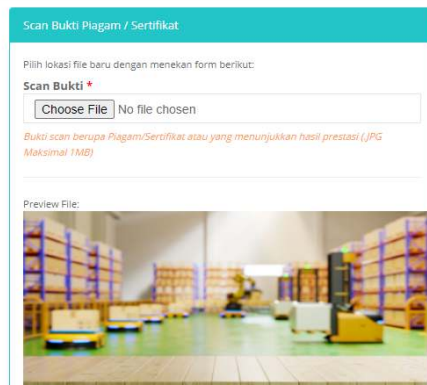 Scan Bukti Piagam / Sertifikat
Pilih lokasi file baru dengan menekan form berikut:
Scan Bukti *
Choose File No file chosen
Bukti scan berupa Piagam/Sertifikat atau yang menunjukkan hasil prestasi (.JPG
Maksimal 1MB)
Preview File: